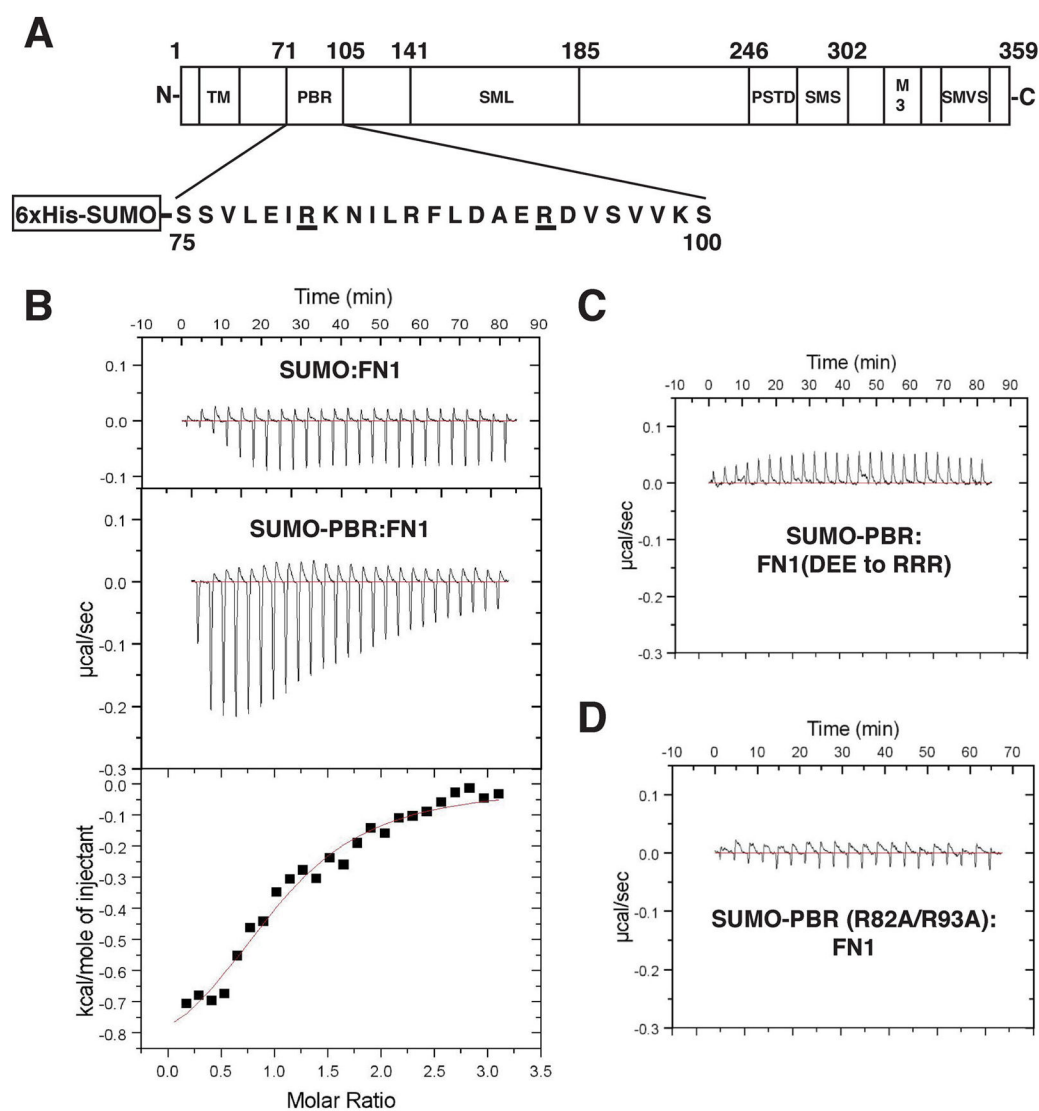 A
1 71 105 141 185 246 302 359
N- TM PBR SML PSTD SMS M3 SMVS -C
6xHis-SUMO S S V L E I R K N I L R F L D A E R D V S V V K S
75 100
B
Time (min)
-10 0 10 20 30 40 50 60 70 80 90
SUMO:FN1
0.1
0.0
-0.1
SUMO-PBR:FN1
0.1
0.0
-0.1
-0.2
-0.3
µcal/sec
0.0
-0.1
-0.2
-0.3
-0.4
-0.5
-0.6
-0.7
-0.8
kcal/mole of injectant
0.0 0.5 1.0 1.5 2.0 2.5 3.0 3.5
Molar Ratio
C
Time (min)
-10 0 10 20 30 40 50 60 70 80 90
0.1
0.0
-0.1
-0.2
-0.3
µcal/sec
SUMO-PBR:
FN1(DEE to RRR)
D
Time (min)
-10 0 10 20 30 40 50 60 70
0.1
0.0
-0.1
-0.2
-0.3
µcal/sec
SUMO-PBR (R82A/R93A):
FN1